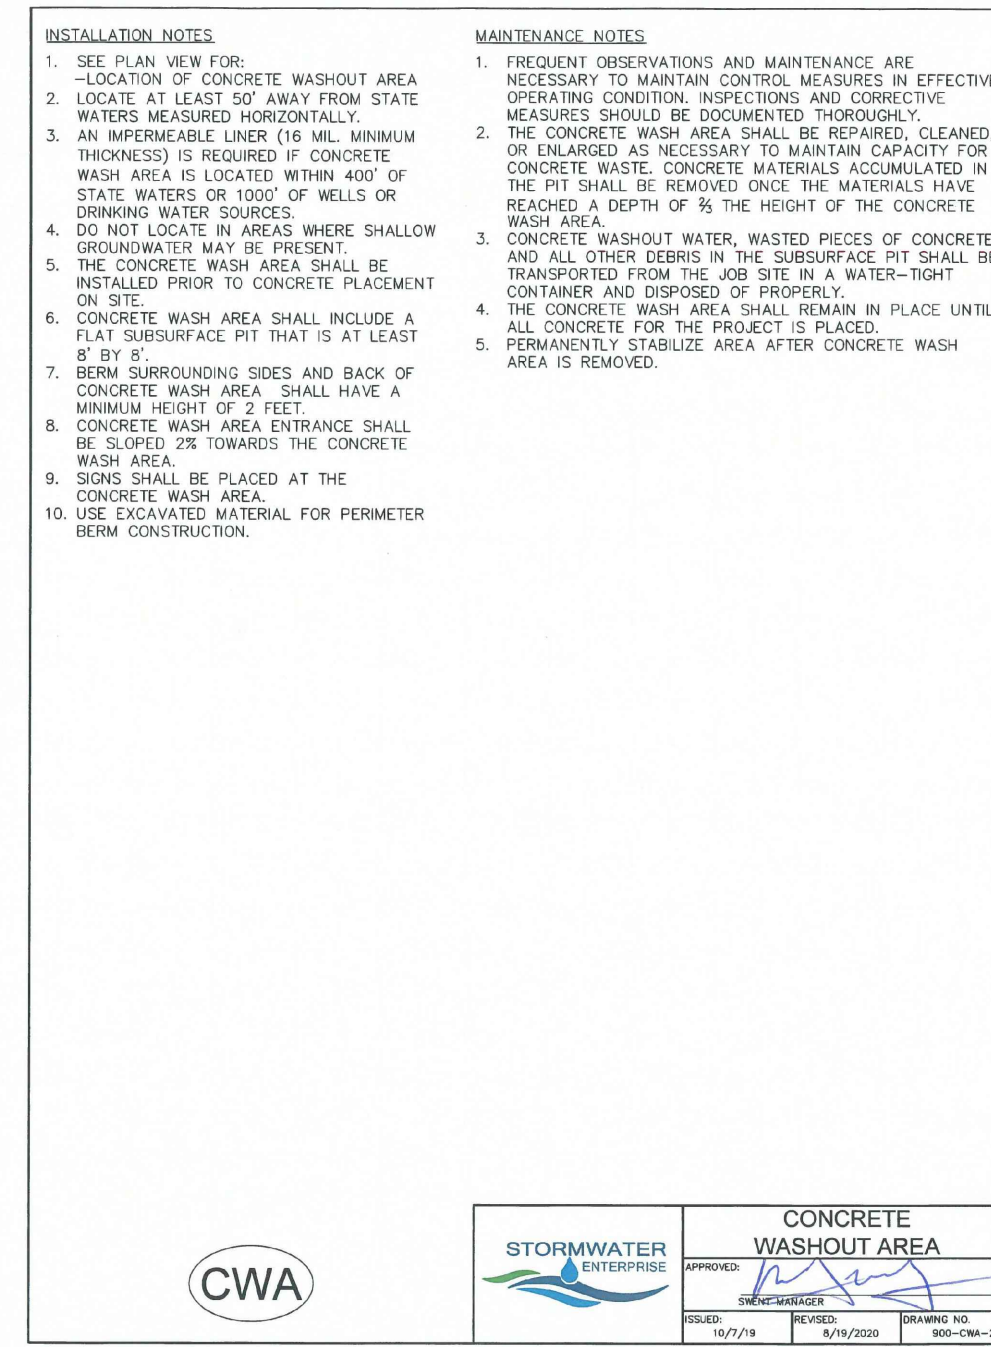 INSTALLATION NOTES
1. SEE PLAN VIEW FOR:
-LOCATION OF CONCRETE WASHOUT AREA
2. LOCATE AT LEAST 50' AWAY FROM STATE
WATERS MEASURED HORIZONTALLY.
3. AN IMPERMEABLE LINER (16 MIL. MINIMUM
THICKNESS) IS REQUIRED IF CONCRETE
WASH AREA IS LOCATED WITHIN 400' OF
STATE WATERS OR 1000' OF WELLS OR
DRINKING WATER SOURCES.
4. DO NOT LOCATE IN AREAS WHERE SHALLOW
GROUNDWATER MAY BE PRESENT.
5. THE CONCRETE WASH AREA SHALL BE
INSTALLED PRIOR TO CONCRETE PLACEMENT
ON SITE.
6. CONCRETE WASH AREA SHALL INCLUDE A
FLAT SUBSURFACE PIT THAT IS AT LEAST
8' BY 8'.
7. BERM SURROUNDING SIDES AND BACK OF
CONCRETE WASH AREA SHALL HAVE A
MINIMUM HEIGHT OF 2 FEET.
8. CONCRETE WASH AREA ENTRANCE SHALL
BE SLOPED 2% TOWARDS THE CONCRETE
WASH AREA.
9. SIGNS SHALL BE PLACED AT THE
CONCRETE WASH AREA.
10. USE EXCAVATED MATERIAL FOR PERIMETER
BERM CONSTRUCTION.
MAINTENANCE NOTES
1. FREQUENT OBSERVATIONS AND MAINTENANCE ARE
NECESSARY TO MAINTAIN CONTROL MEASURES IN EFFECTIVE
OPERATING CONDITION. INSPECTIONS AND CORRECTIVE
MEASURES SHOULD BE DOCUMENTED THOROUGHLY.
2. THE CONCRETE WASH AREA SHALL BE REPAIRED, CLEANED,
OR ENLARGED AS NECESSARY TO MAINTAIN CAPACITY FOR
CONCRETE WASTE. CONCRETE MATERIALS ACCUMULATED IN
THE PIT SHALL BE REMOVED ONCE THE MATERIALS HAVE
REACHED A DEPTH OF ⅔ THE HEIGHT OF THE CONCRETE
WASH AREA.
3. CONCRETE WASHOUT WATER, WASTED PIECES OF CONCRETE
AND ALL OTHER DEBRIS IN THE SUBSURFACE PIT SHALL BE
TRANSPORTED FROM THE JOB SITE IN A WATER-TIGHT
CONTAINER AND DISPOSED OF PROPERLY.
4. THE CONCRETE WASH AREA SHALL REMAIN IN PLACE UNTIL
ALL CONCRETE FOR THE PROJECT IS PLACED.
5. PERMANENTLY STABILIZE AREA AFTER CONCRETE WASH
AREA IS REMOVED.
CWA
STORMWATER
ENTERPRISE
CONCRETE
WASHOUT AREA
APPROVED:
SWENT MANAGER
ISSUED:
10/7/19
REVISED:
8/19/2020
DRAWING NO.
900-CWA-2